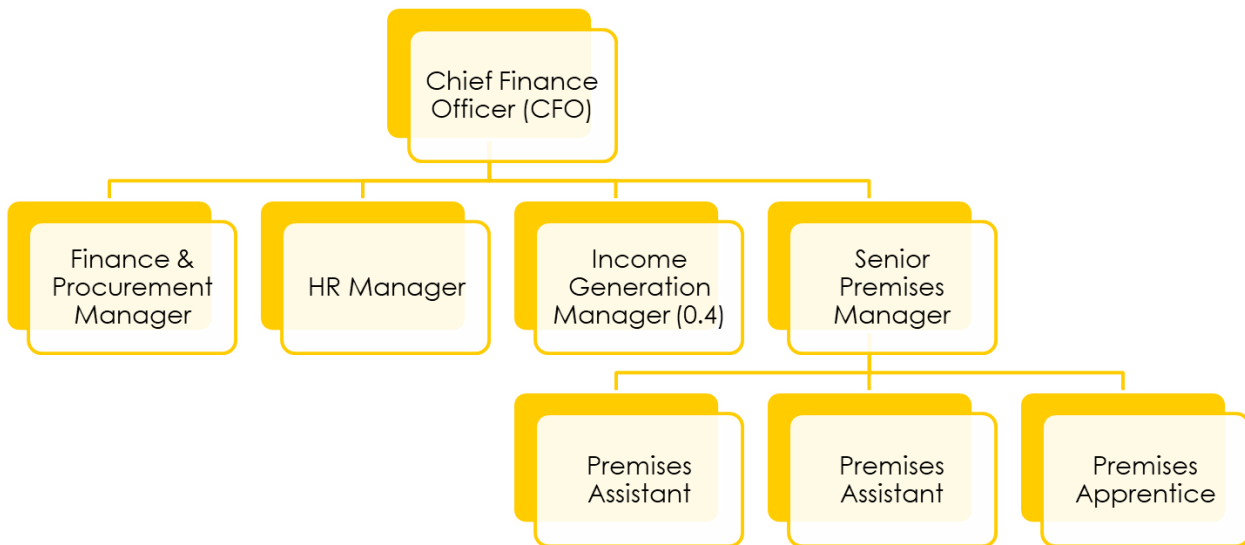 Chief Finance
Officer (CFO)
Finance &
Procurement
Manager
HR Manager
Income
Generation
Manager (0.4)
Senior
Premises
Manager
Premises
Assistant
Premises
Assistant
Premises
Apprentice